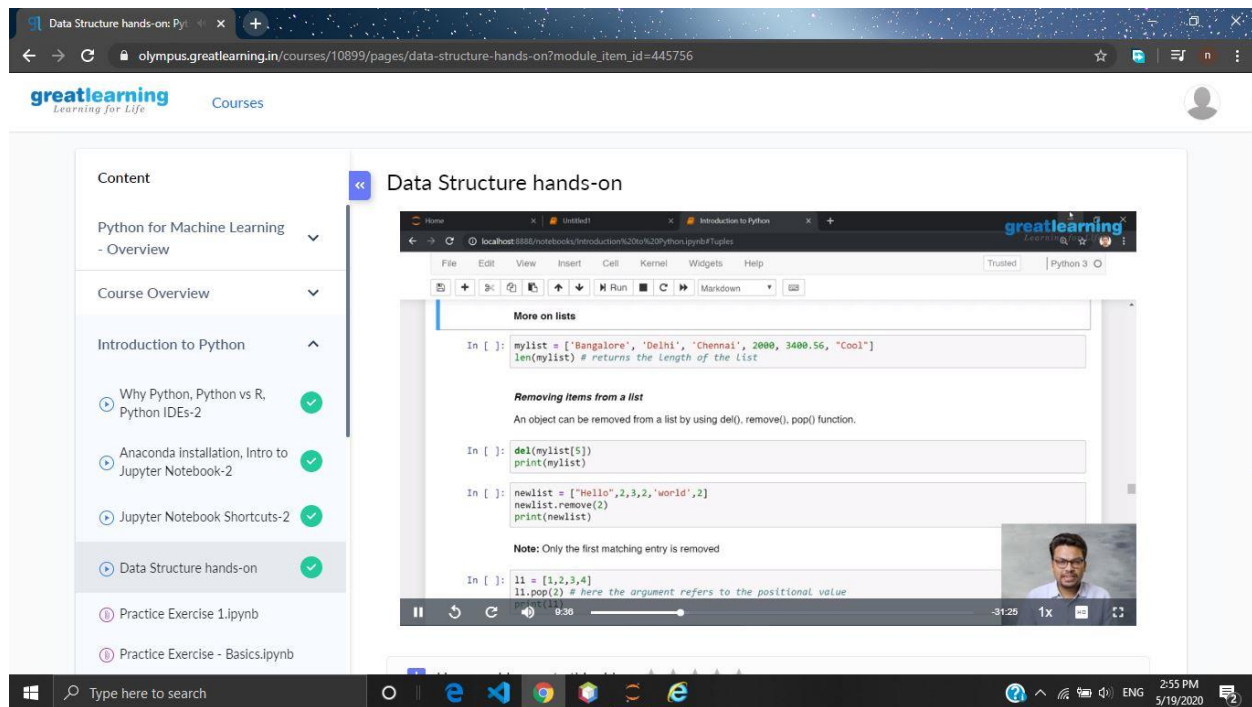 Data Structure hands-on: Pyt
olympus.greatlearning.in/courses/10899/pages/data-structure-hands-on?module_item_id=445756
n
greatlearning
Learning for Life
Courses
Content
Python for Machine Learning
- Overview
Course Overview
Introduction to Python
Why Python, Python vs R,
Python IDEs-2
Anaconda installation, Intro to
Jupyter Notebook-2
Jupyter Notebook Shortcuts-2
Data Structure hands-on
Practice Exercise 1.ipynb
Practice Exercise - Basics.ipynb
Data Structure hands-on
Home
Untitled1
Introduction to Python
greatlearning
Learning for Life
localhost:8888/notebooks/Introduction%20to%20Python.ipynb#Tuples
File Edit View Insert Cell Kernel Widgets Help
Trusted
Python 3
Run
Markdown
More on lists
In [ ]: mylist = ['Bangalore', 'Delhi', 'Chennai', 2000, 3400.56, "Cool"]
len(mylist) # returns the length of the list
Removing items from a list
An object can be removed from a list by using del(), remove(), pop() function.
In [ ]: del(mylist[5])
print(mylist)
In [ ]: newlist = ["Hello",2,3,2,'world',2]
newlist.remove(2)
print(newlist)
Note: Only the first matching entry is removed
In [ ]: l1 = [1,2,3,4]
l1.pop(2) # here the argument refers to the positional value
print(l1)
9:36
-31:25
1x
HD
Type here to search
ENG
2:55 PM
5/19/2020
2